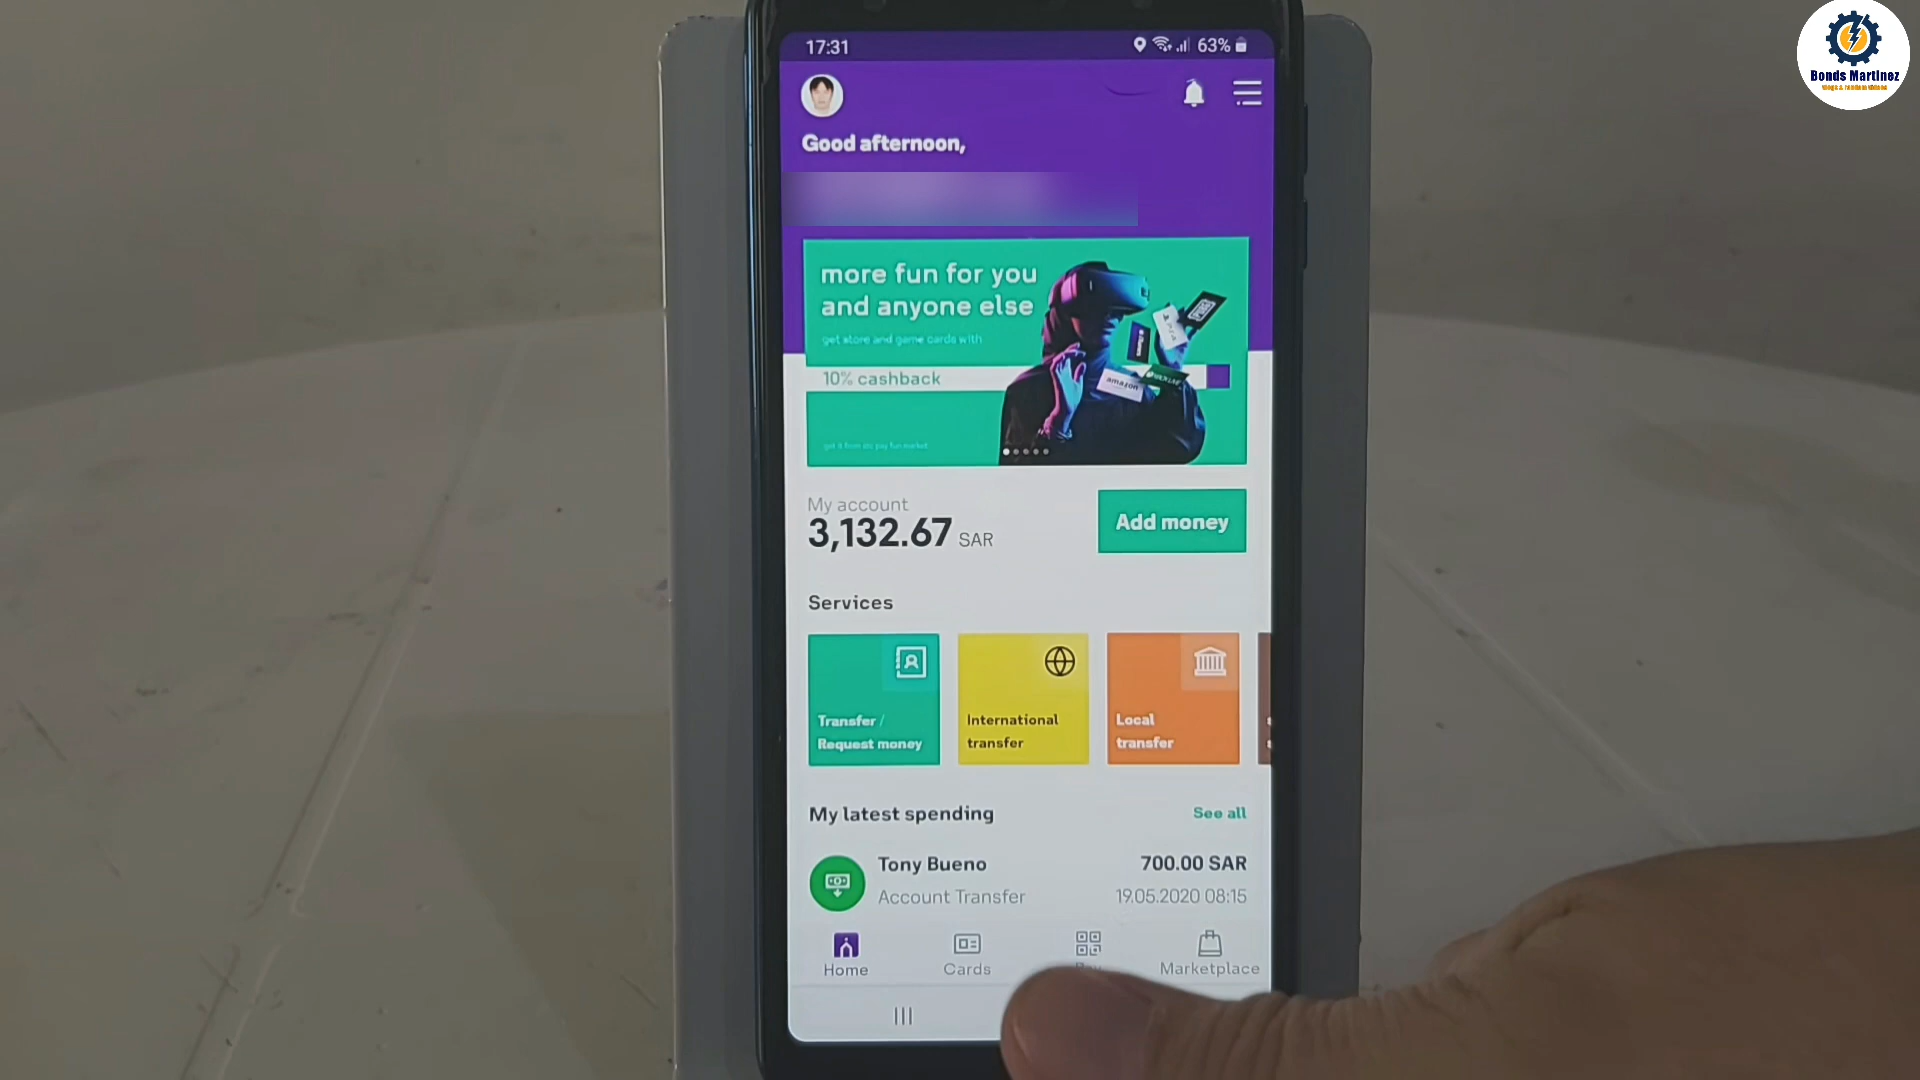 17:31
63%
Good afternoon,
more fun for you
and anyone else
get store and game cards with
10% cashback
amazon
My account
3,132.67 SAR
Add money
Services
Transfer /
Request money
International
transfer
Local
transfer
My latest spending
See all
Tony Bueno
700.00 SAR
Account Transfer
19.05.2020 08:15
Home
Cards
Marketplace
Bonds Martinez